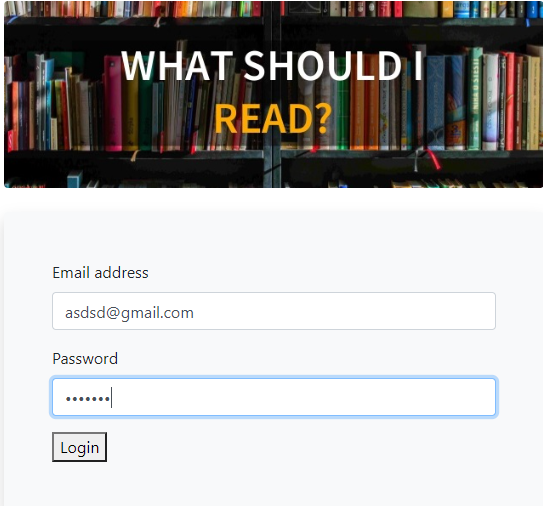 WHAT SHOULD I
READ?
Email address
asdsd@gmail.com
Password
•••••••
Login